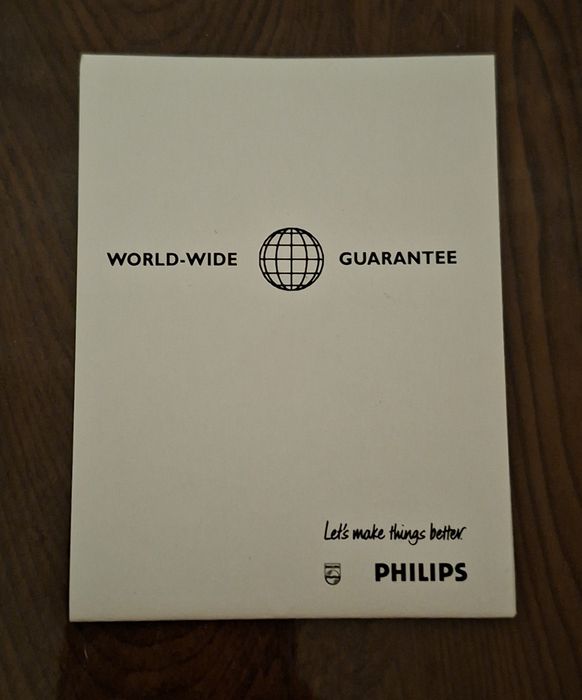 WORLD-WIDE GUARANTEE
Let's make things better.
PHILIPS